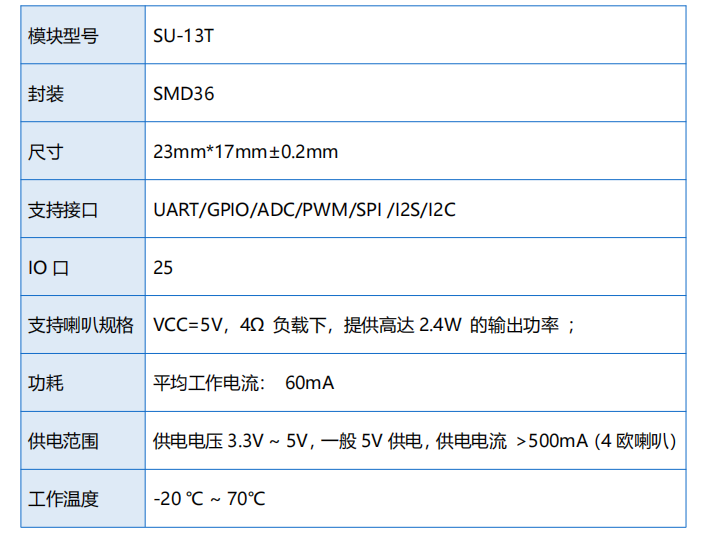 模块型号 SU-13T
封装 SMD36
尺寸 23mm*17mm±0.2mm
支持接口 UART/GPIO/ADC/PWM/SPI /I2S/I2C
IO 口 25
支持喇叭规格 VCC=5V，4Ω 负载下，提供高达 2.4W 的输出功率 ；
功耗 平均工作电流： 60mA
供电范围 供电电压 3.3V ~ 5V，一般 5V 供电，供电电流 >500mA（4 欧喇叭）
工作温度 -20 ℃ ~ 70℃